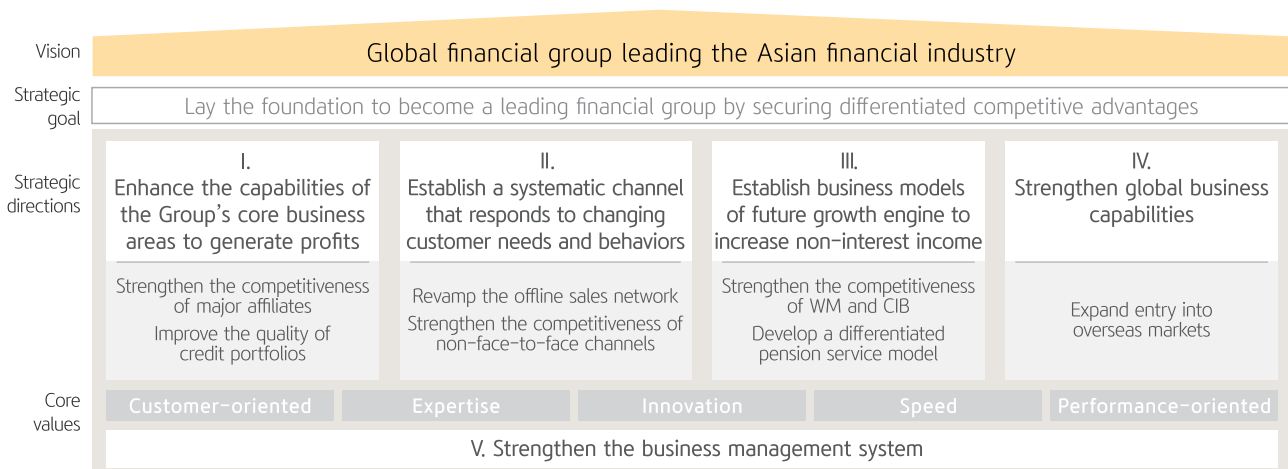 Vision
Global financial group leading the Asian financial industry
Strategic
goal
Lay the foundation to become a leading financial group by securing differentiated competitive advantages
Strategic
directions
I.
Enhance the capabilities of
the Group's core business
areas to generate profits
Strengthen the competitiveness
of major affiliates
Improve the quality of
credit portfolios
II.
Establish a systematic channel
that responds to changing
customer needs and behaviors
Revamp the offline sales network
Strengthen the competitiveness of
non-face-to-face channels
III.
Establish business models
of future growth engine to
increase non-interest income
Strengthen the competitiveness
of WM and CIB
Develop a differentiated
pension service model
IV.
Strengthen global business
capabilities
Expand entry into
overseas markets
Core
values
Customer-oriented
Expertise
Innovation
Speed
Performance-oriented
V. Strengthen the business management system